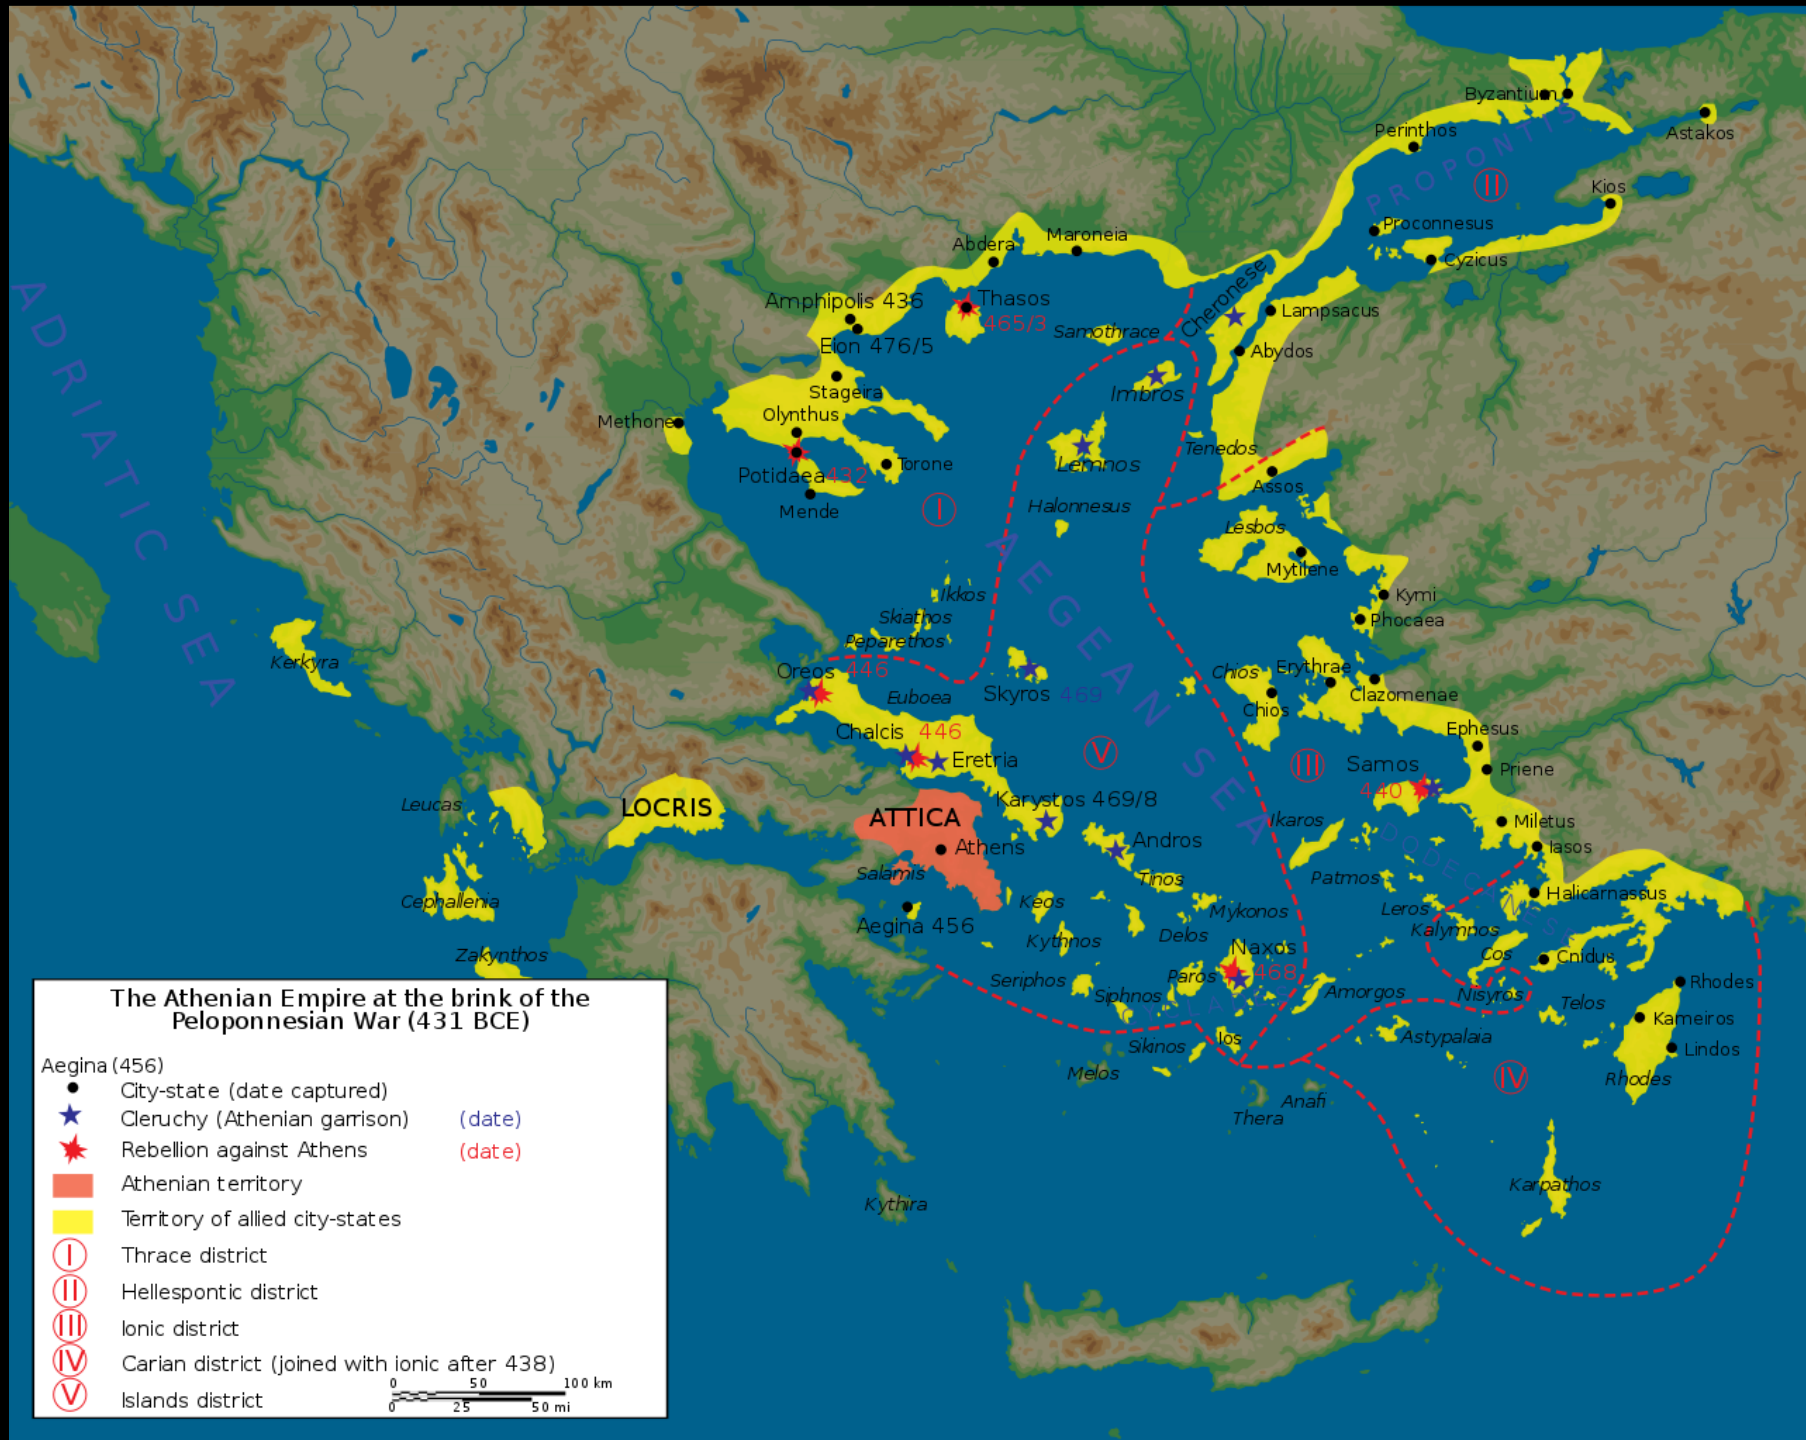 Byzantium
Astakos
Perinthos
PROPONTIS
II
Kios
Proconnesus
Cyzicus
Abdera
Maroneia
Cheronese
Amphipolis 436
Thasos
465/3
Samothrace
Lampsacus
Eion 476/5
Abydos
Stageira
Imbros
Olynthus
Methone
Tenedos
Lemnos
Torone
Potidaea 432
Assos
Mende
I
Halonnesus
Lesbos
Mytilene
ADRIATIC SEA
AEGEAN SEA
Ikkos
Kymi
Skiathos
Phocaea
Peparethos
Kerkyra
Oreos 446
Euboea
Skyros 469
Chios
Erythrae
Clazomenae
Chios
Chalcis 446
Eretria
V
III
Ephesus
Samos
440
Priene
Leucas
LOCRIS
ATTICA
Karystos 469/8
Ikaros
Miletus
Athens
Andros
DODECANESE
Iasos
Salamis
Tinos
Patmos
Halicarnassus
Cephallenia
Keos
Mykonos
Leros
Aegina 456
Kythnos
Delos
Kalymnos
Zakynthos
Naxos
468
Cos
Cnidus
Seriphos
Paros
Siphnos
CYCLADES
Amorgos
Nisyros
Telos
Rhodes
Kameiros
Sikinos
Ios
Astypalaia
Lindos
Melos
IV
Rhodes
Thera
Anafi
Karpathos
Kythira
The Athenian Empire at the brink of the
Peloponnesian War (431 BCE)
Aegina (456)
City-state (date captured)
Cleruchy (Athenian garrison) (date)
Rebellion against Athens (date)
Athenian territory
Territory of allied city-states
I Thrace district
II Hellespontic district
III Ionic district
IV Carian district (joined with ionic after 438)
V Islands district
0 50 100 km
0 25 50 mi